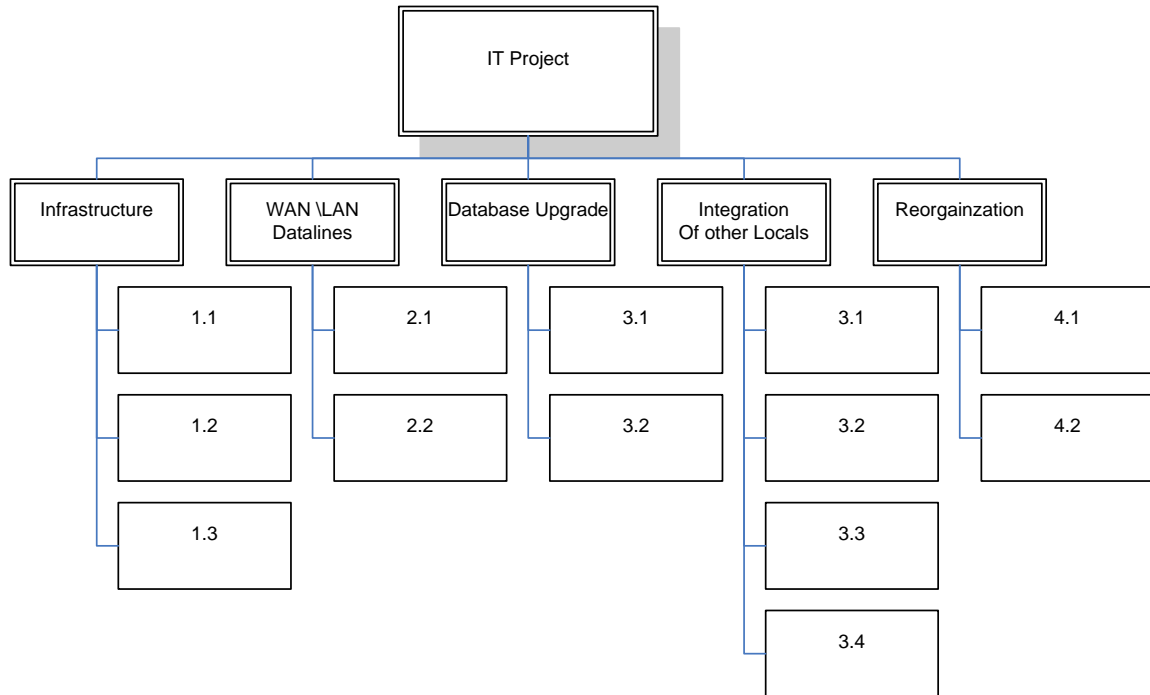 IT Project
Infrastructure
WAN \LAN
Datalines
Database Upgrade
Integration
Of other Locals
Reorgainzation
1.1
2.1
3.1
3.1
4.1
1.2
2.2
3.2
3.2
4.2
1.3
3.3
3.4